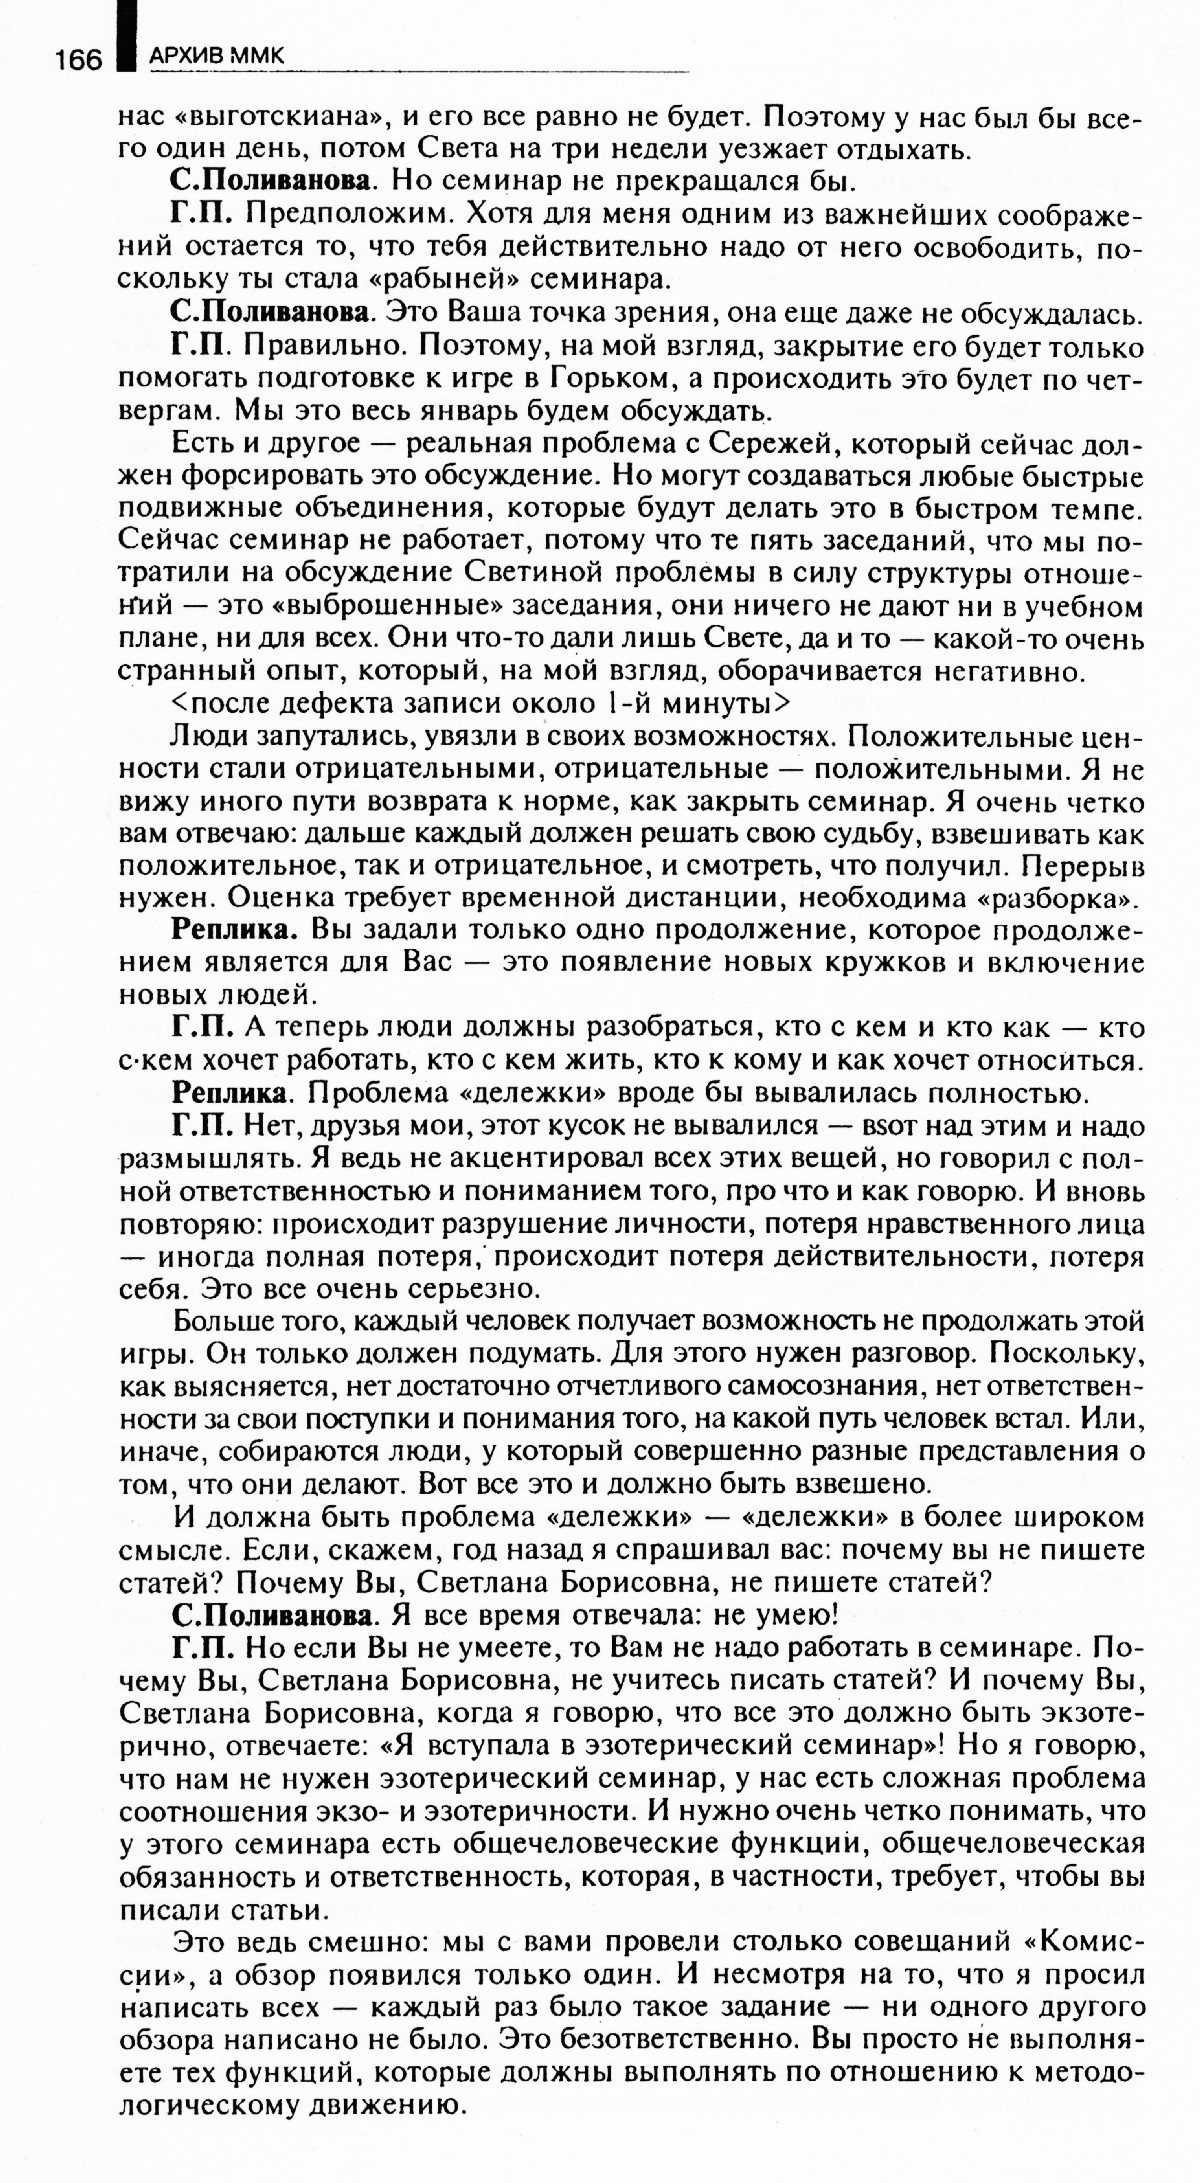 166 АРХИВ ММК
нас «выготскиана», и его все равно не будет. Поэтому у нас был бы все-
го один день, потом Света на три недели уезжает отдыхать.
С.Поливанова. Но семинар не прекращался бы.
Г.П. Предположим. Хотя для меня одним из важнейших соображе-
ний остается то, что тебя действительно надо от него освободить, по-
скольку ты стала «рабыней» семинара.
С.Поливанова. Это Ваша точка зрения, она еще даже не обсуждалась.
Г.П. Правильно. Поэтому, на мой взгляд, закрытие его будет только
помогать подготовке к игре в Горьком, а происходить это будет по чет-
вергам. Мы это весь январь будем обсуждать.
Есть и другое — реальная проблема с Сережей, который сейчас дол-
жен форсировать это обсуждение. Но могут создаваться любые быстрые
подвижные объединения, которые будут делать это в быстром темпе.
Сейчас семинар не работает, потому что те пять заседаний, что мы по-
тратили на обсуждение Светиной проблемы в силу структуры отноше-
ний — это «выброшенные» заседания, они ничего не дают ни в учебном
плане, ни для всех. Они что-то дали лишь Свете, да и то — какой-то очень
странный опыт, который, на мой взгляд, оборачивается негативно.
<после дефекта записи около 1-й минуты>
Люди запутались, увязли в своих возможностях. Положительные цен-
ности стали отрицательными, отрицательные — положительными. Я не
вижу иного пути возврата к норме, как закрыть семинар. Я очень четко
вам отвечаю: дальше каждый должен решать свою судьбу, взвешивать как
положительное, так и отрицательное, и смотреть, что получил. Перерыв
нужен. Оценка требует временной дистанции, необходима «разборка».
Реплика. Вы задали только одно продолжение, которое продолже-
нием является для Вас — это появление новых кружков и включение
новых людей.
Г.П. А теперь люди должны разобраться, кто с кем и кто как — кто
с кем хочет работать, кто с кем жить, кто к кому и как хочет относиться.
Реплика. Проблема «дележки» вроде бы вывалилась полностью.
Г.П. Нет, друзья мои, этот кусок не вывалился — взот над этим и надо
размышлять. Я ведь не акцентировал всех этих вещей, но говорил с пол-
ной ответственностью и пониманием того, про что и как говорю. И вновь
повторяю: происходит разрушение личности, потеря нравственного лица
— иногда полная потеря, происходит потеря действительности, потеря
себя. Это все очень серьезно.
Больше того, каждый человек получает возможность не продолжать этой
игры. Он только должен подумать. Для этого нужен разговор. Поскольку,
как выясняется, нет достаточно отчетливого самосознания, нет ответствен-
ности за свои поступки и понимания того, на какой путь человек встал. Или,
иначе, собираются люди, у который совершенно разные представления о
том, что они делают. Вот все это и должно быть взвешено.
И должна быть проблема «дележки» — «дележки» в более широком
смысле. Если, скажем, год назад я спрашивал вас: почему вы не пишете
статей? Почему Вы, Светлана Борисовна, не пишете статей?
С.Поливанова. Я все время отвечала: не умею!
Г.П. Но если Вы не умеете, то Вам не надо работать в семинаре. По-
чему Вы, Светлана Борисовна, не учитесь писать статей? И почему Вы,
Светлана Борисовна, когда я говорю, что все это должно быть экзоте-
рично, отвечаете: «Я вступала в эзотерический семинар»! Но я говорю,
что нам не нужен эзотерический семинар, у нас есть сложная проблема
соотношения экзо- и эзотеричности. И нужно очень четко понимать, что
у этого семинара есть общечеловеческие функции, общечеловеческая
обязанность и ответственность, которая, в частности, требует, чтобы вы
писали статьи.
Это ведь смешно: мы с вами провели столько совещаний «Комис-
сии», а обзор появился только один. И несмотря на то, что я просил
написать всех — каждый раз было такое задание — ни одного другого
обзора написано не было. Это безответственно. Вы просто не выполня-
ете тех функций, которые должны выполнять по отношению к методо-
логическому движению.